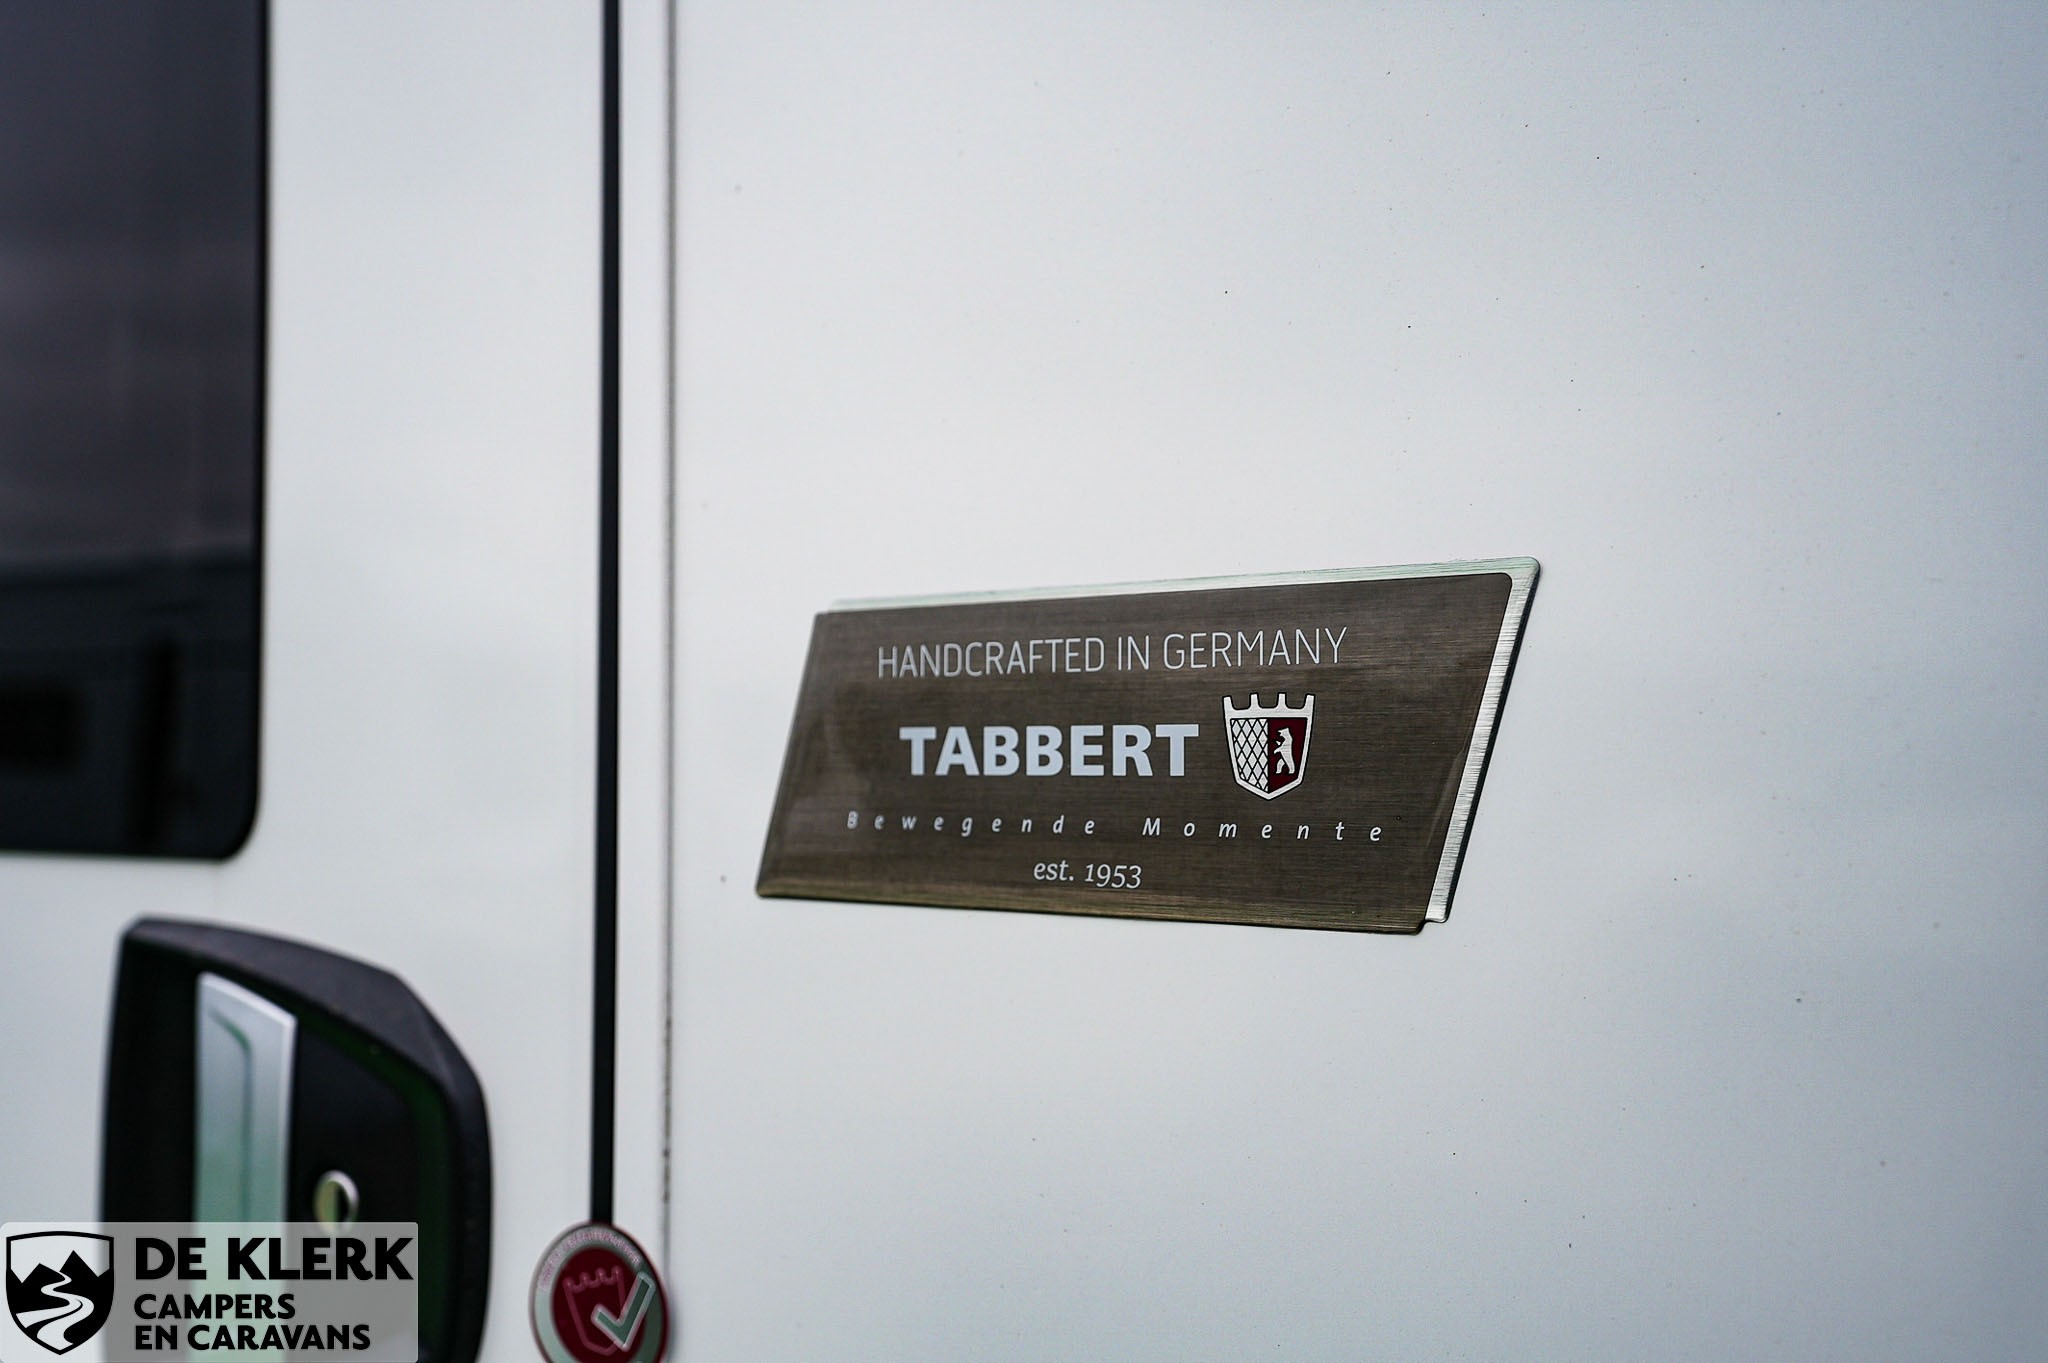 HANDCRAFTED IN GERMANY
TABBERT
Bewegende Momente
est. 1953
DE KLERK
CAMPERS
EN CARAVANS